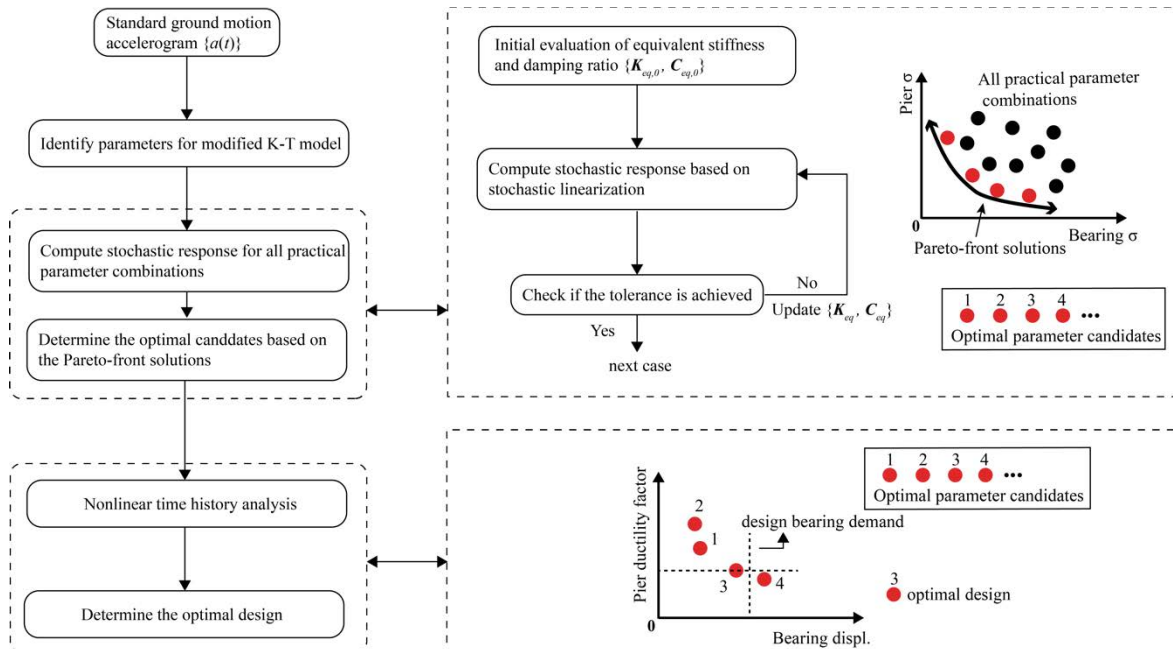 Standard ground motion
accelerogram {a(t)}
Identify parameters for modified K-T model
Compute stochastic response for all practical
parameter combinations
Determine the optimal canddates based on
the Pareto-front solutions
Nonlinear time history analysis
Determine the optimal design
Initial evaluation of equivalent stiffness
and damping ratio {K_eq,0, C_eq,0}
Compute stochastic response based on
stochastic linearization
Check if the tolerance is achieved
No
Update {K_eq, C_eq}
Yes
next case
Pier σ
All practical parameter
combinations
0
Bearing σ
Pareto-front solutions
1 2 3 4
...
Optimal parameter candidates
1 2 3 4
...
Optimal parameter candidates
Pier ductility factor
2
1
design bearing demand
3
4
0
Bearing displ.
3
optimal design